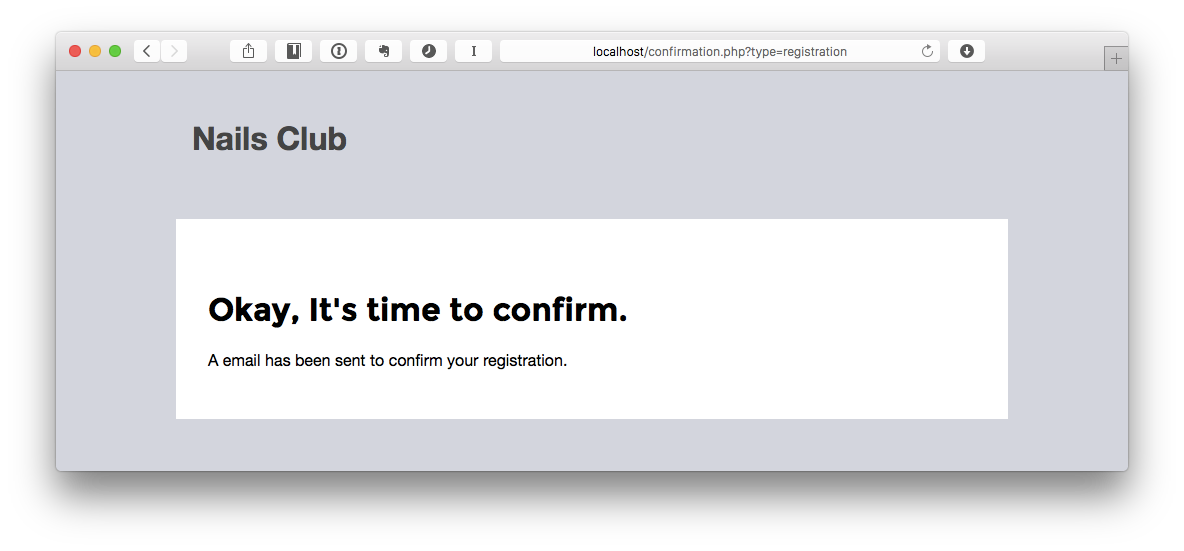 localhost/confirmation.php?type=registration
Nails Club
Okay, It's time to confirm.
A email has been sent to confirm your registration.